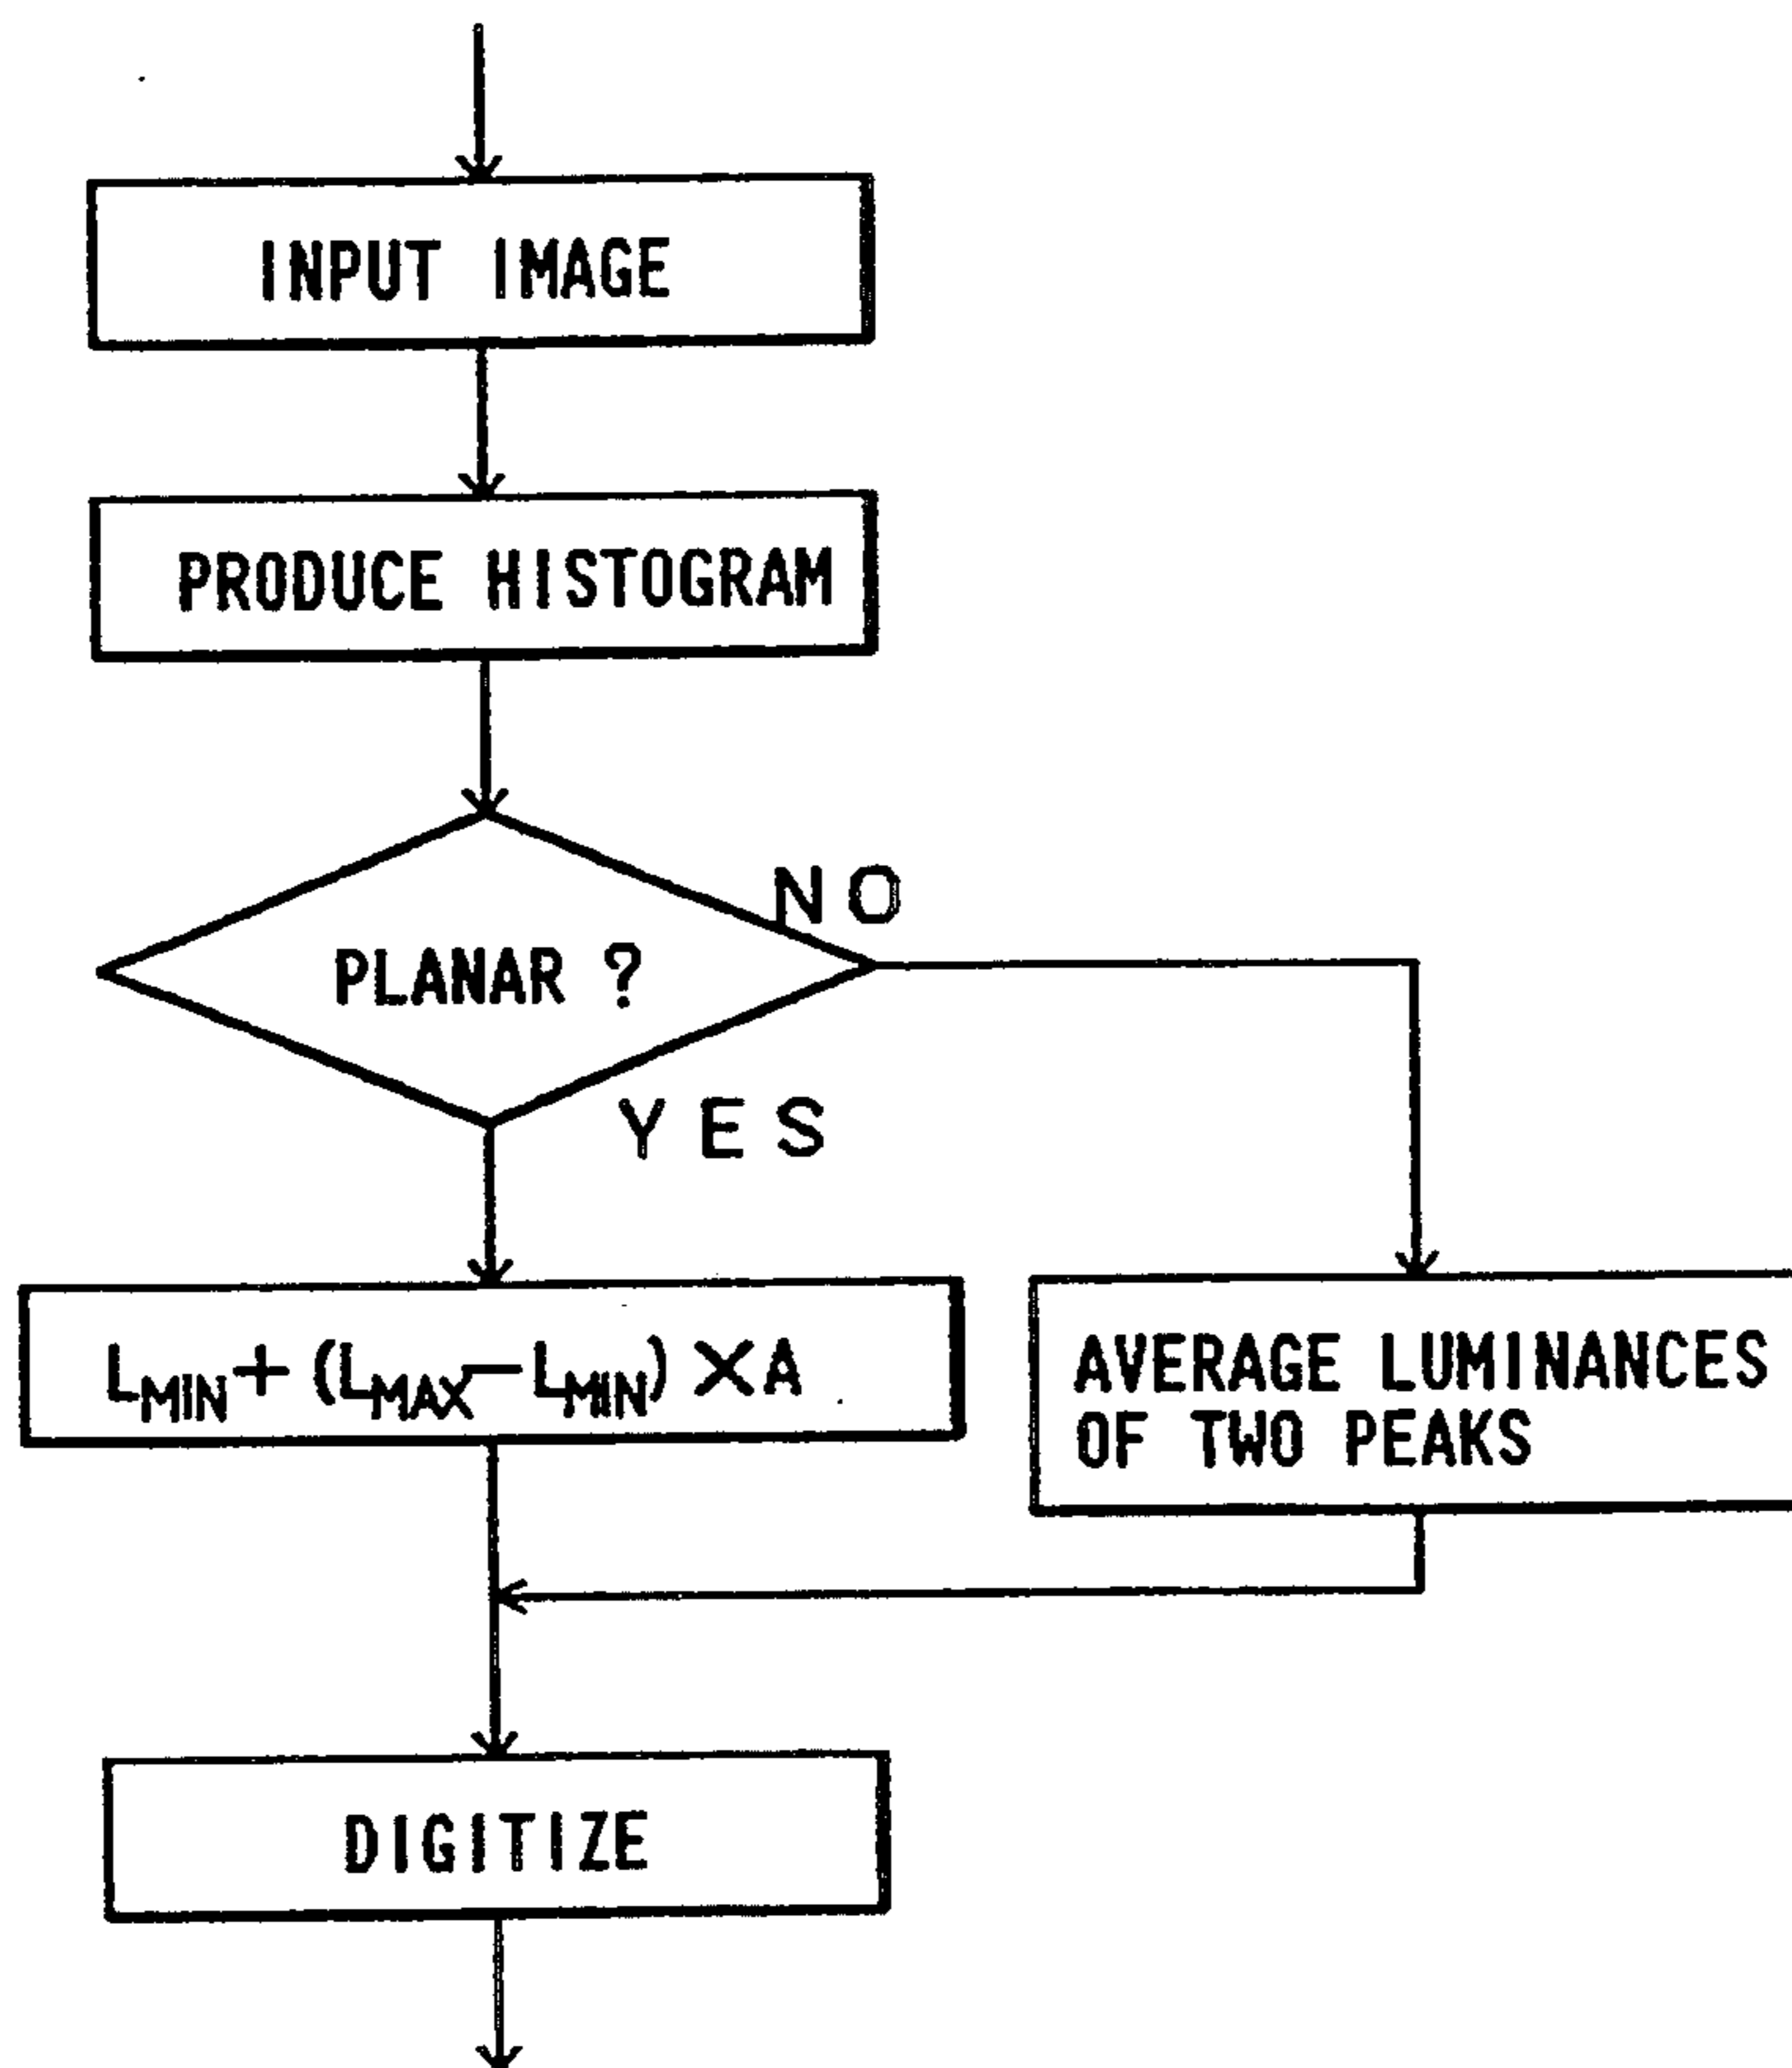 INPUT IMAGE
PRODUCE HISTOGRAM
NO
PLANAR ?
YES
LMIN+ (LMAX−LMIN) ×A
AVERAGE LUMINANCES
OF TWO PEAKS
DIGITIZE